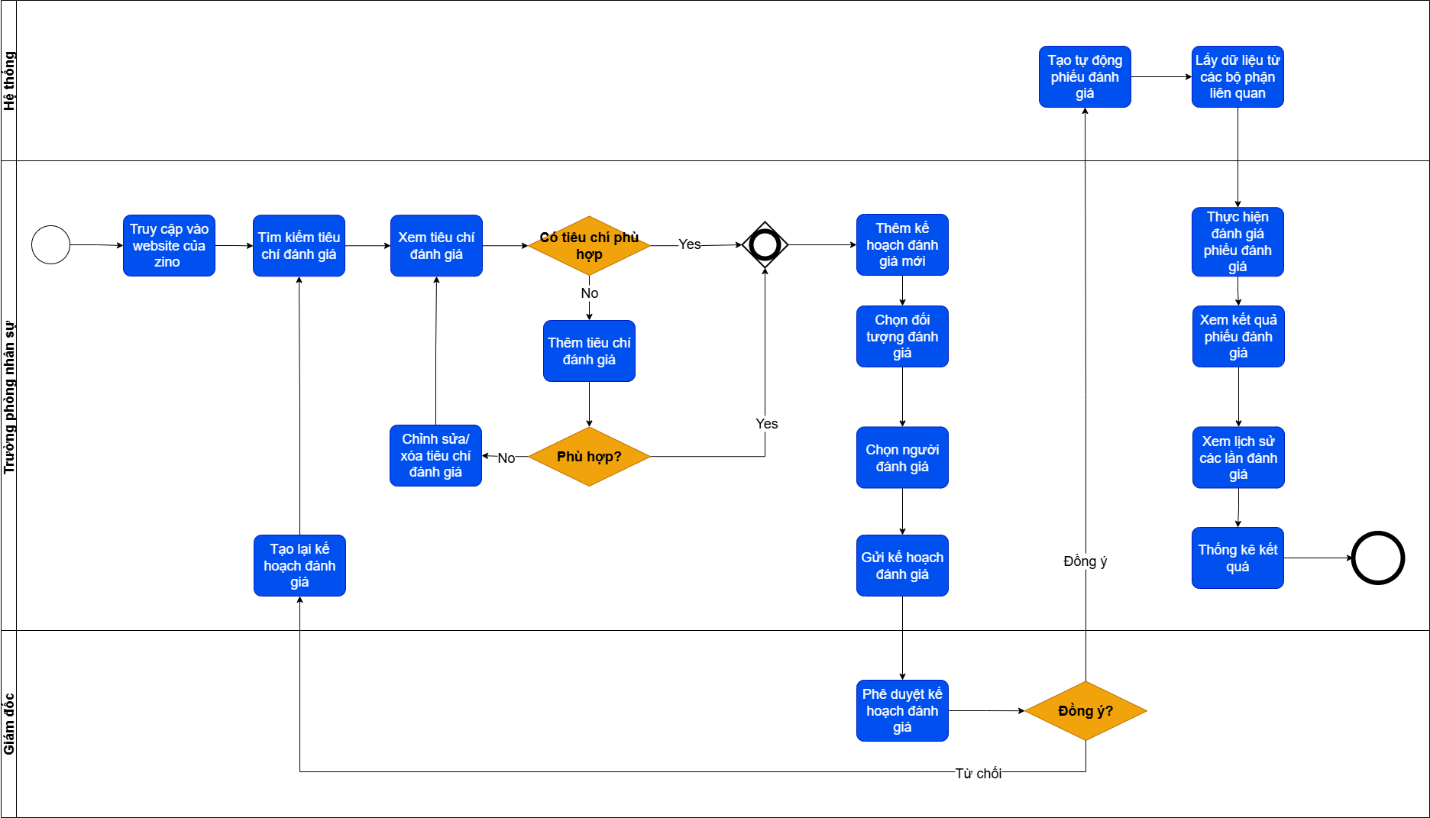 Hệ thống
Tạo tự động
phiếu đánh
giá
Lấy dữ liệu từ
các bộ phận
liên quan
Trưởng phòng nhân sự
Truy cập vào
website của
zino
Tìm kiếm tiêu
chí đánh giá
Xem tiêu chí
đánh giá
Có tiêu chí phù
hợp
Yes
No
Thêm tiêu chí
đánh giá
Phù hợp?
Yes
No
Chỉnh sửa/
xóa tiêu chí
đánh giá
Tạo lại kế
hoạch đánh
giá
Thêm kế
hoạch đánh
giá mới
Chọn đối
tượng đánh
giá
Chọn người
đánh giá
Gửi kế hoạch
đánh giá
Đồng ý
Thực hiện
đánh giá
phiếu đánh
giá
Xem kết quả
phiếu đánh
giá
Xem lịch sử
các lần đánh
giá
Thống kê kết
quả
Giám đốc
Phê duyệt kế
hoạch đánh
giá
Đồng ý?
Từ chối